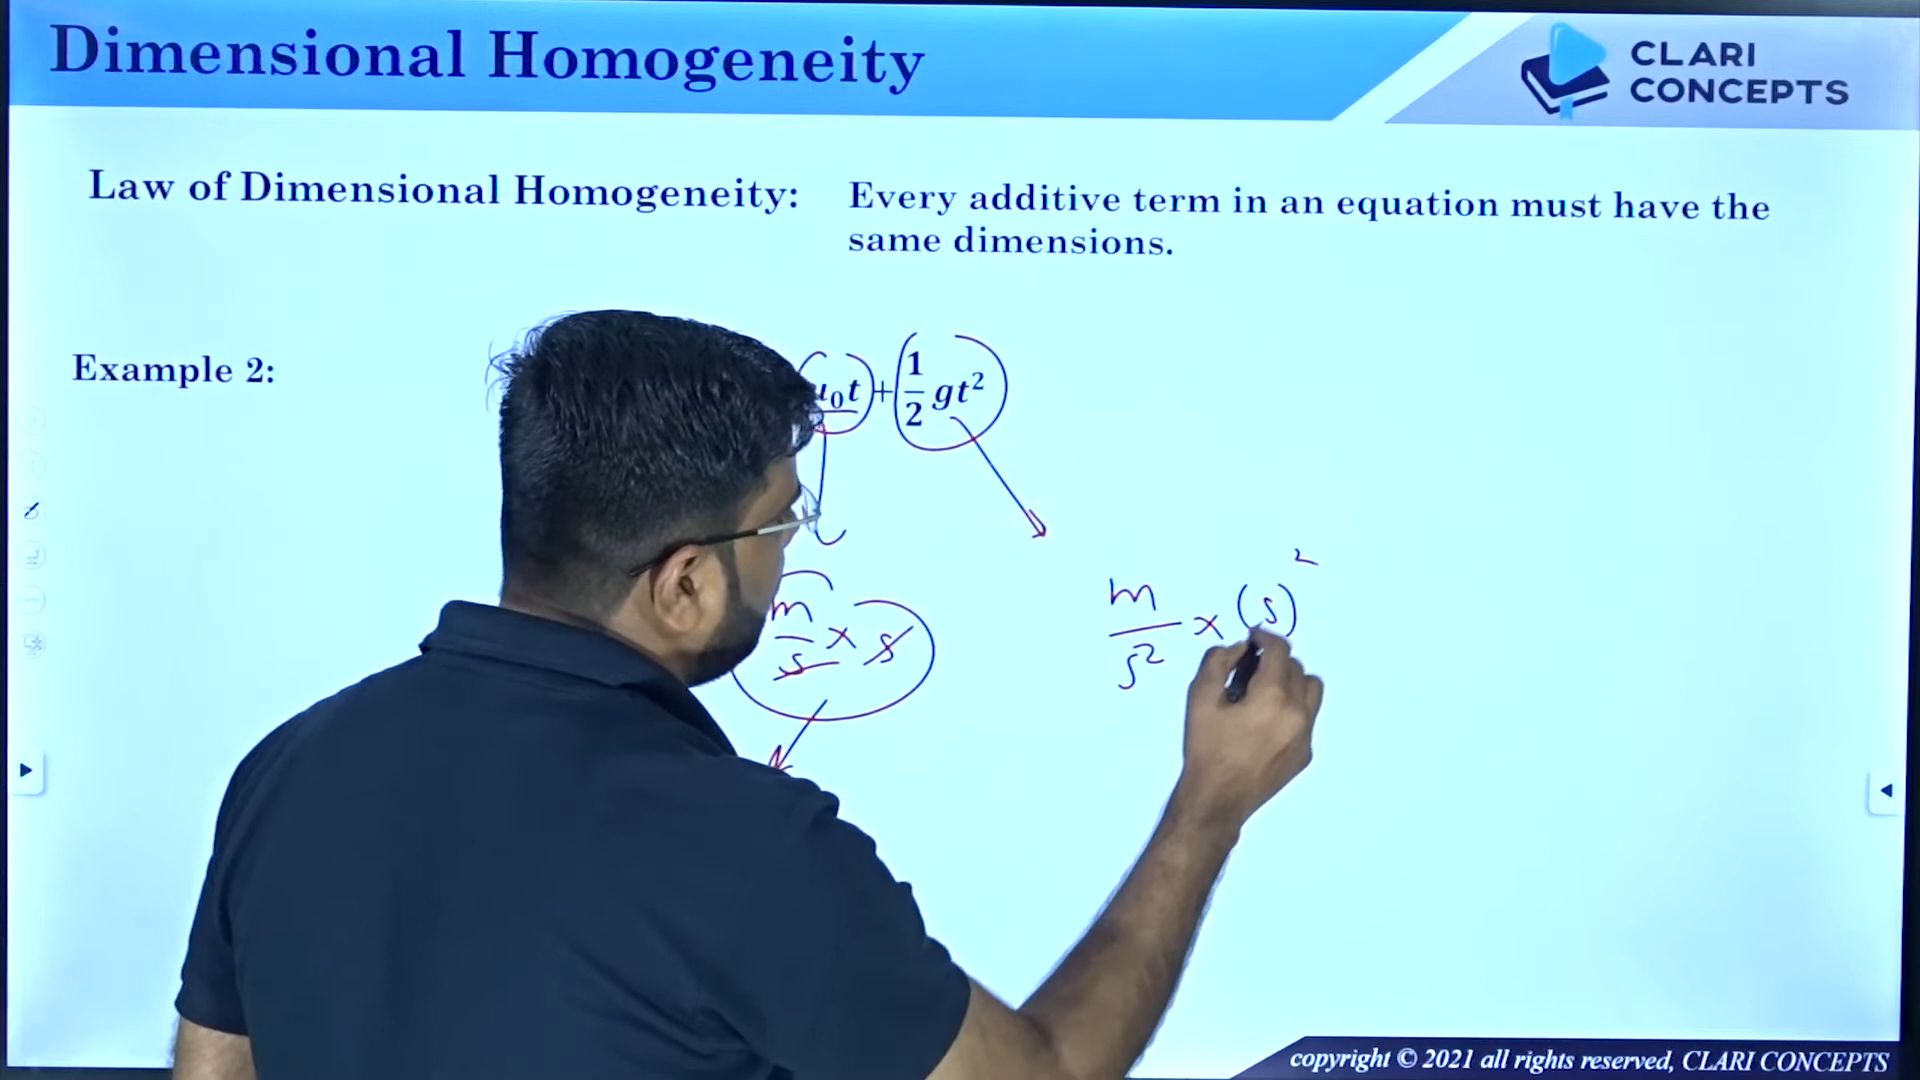 Dimensional Homogeneity
CLARI
CONCEPTS
Law of Dimensional Homogeneity: Every additive term in an equation must have the
same dimensions.
Example 2:
u₀t + 1/2 gt²
m/s × s
m/s² × (s)²
copyright © 2021 all rights reserved, CLARI CONCEPTS